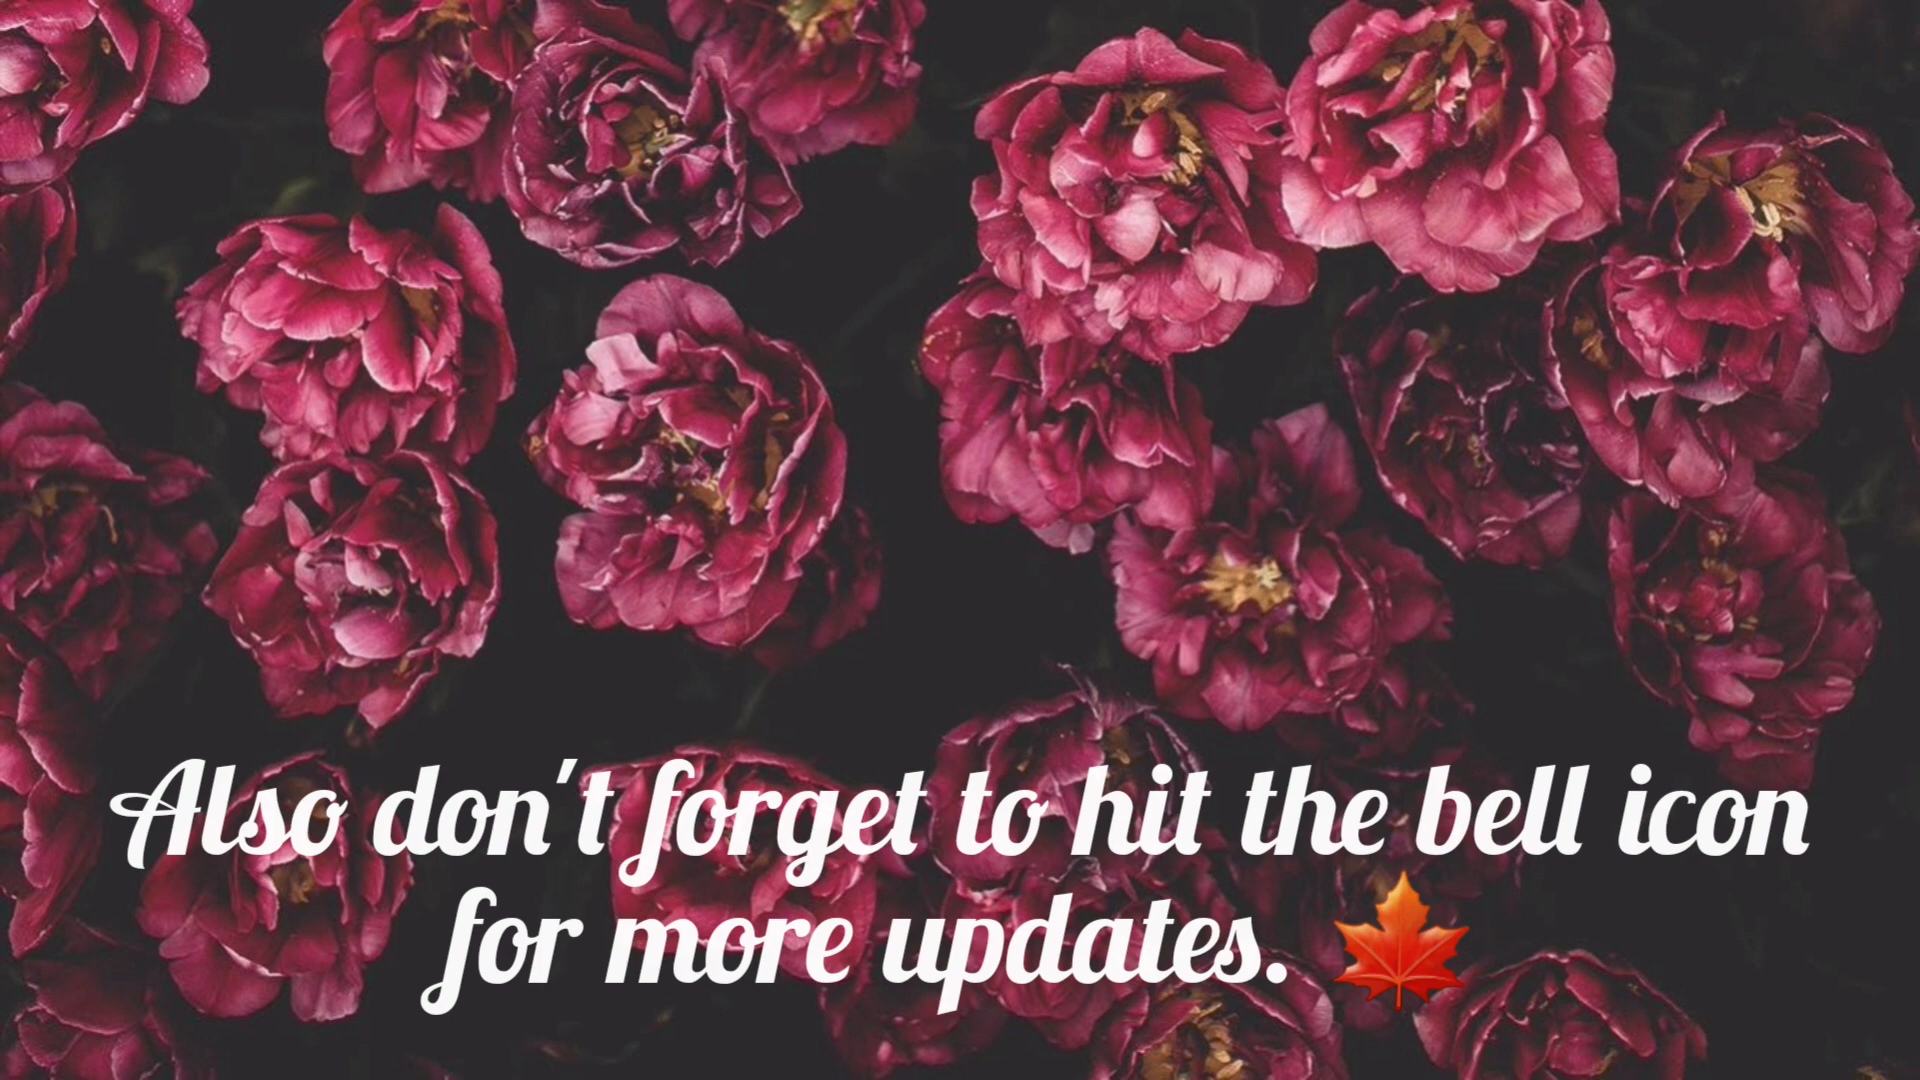 Also don't forget to hit the bell icon
for more updates. 🍁